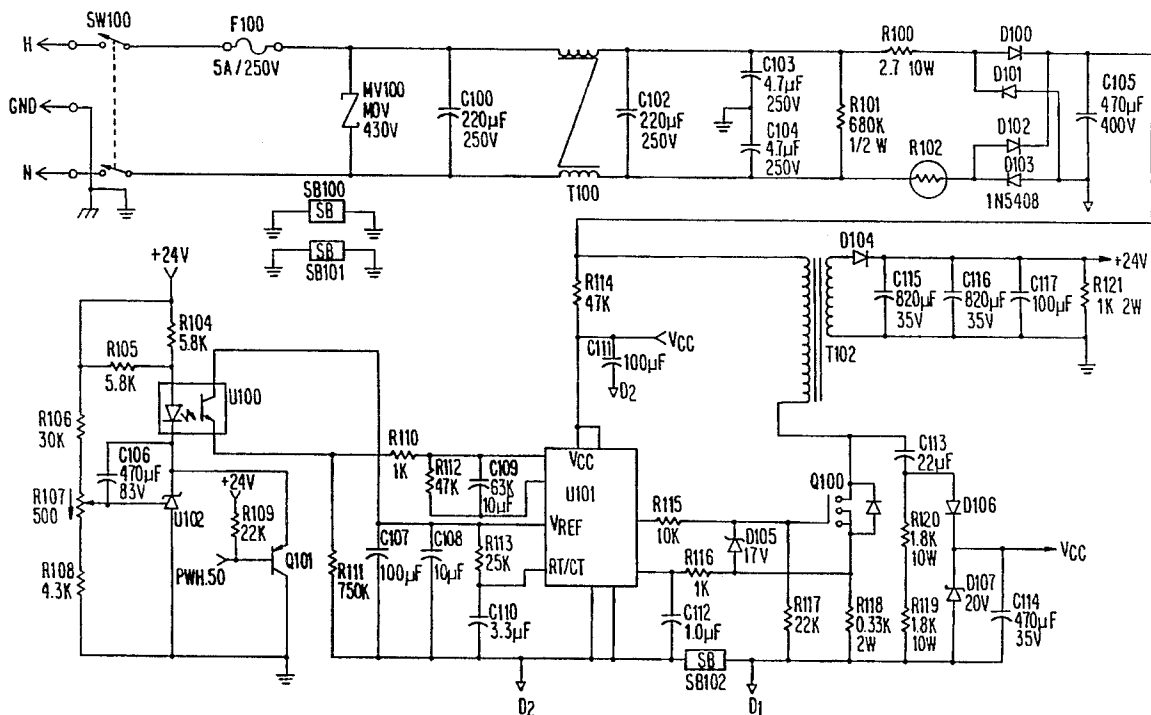 SW100
H
F100
5A/250V
GND
N
MV100
MOV
430V
C100
220µF
250V
T100
C102
220µF
250V
C103
4.7µF
250V
C104
4.7µF
250V
R101
680K
1/2 W
R100
2.7 10W
R102
D100
D101
D102
D103
1N5408
C105
470µF
400V
SB100
SB
SB
SB101
+24V
R104
5.8K
R105
5.8K
U100
R106
30K
C106
470µF
83V
R107
500
+24V
R109
22K
U102
Q101
PWH.50
R108
4.3K
R114
47K
VCC
C111
100µF
D2
D104
+24V
C115
820µF
35V
C116
820µF
35V
C117
100µF
R121
1K 2W
T102
R110
1K
R112
47K
C109
63K
10µF
VCC
U101
VREF
RT/CT
R111
750K
C107
100µF
C108
10µF
R113
25K
C110
3.3µF
R115
10K
D105
17V
R116
1K
C112
1.0µF
Q100
C113
22µF
D106
R120
1.8K
10W
VCC
R117
22K
R118
0.33K
2W
R119
1.8K
10W
D107
20V
C114
470µF
35V
SB
SB102
D2
D1